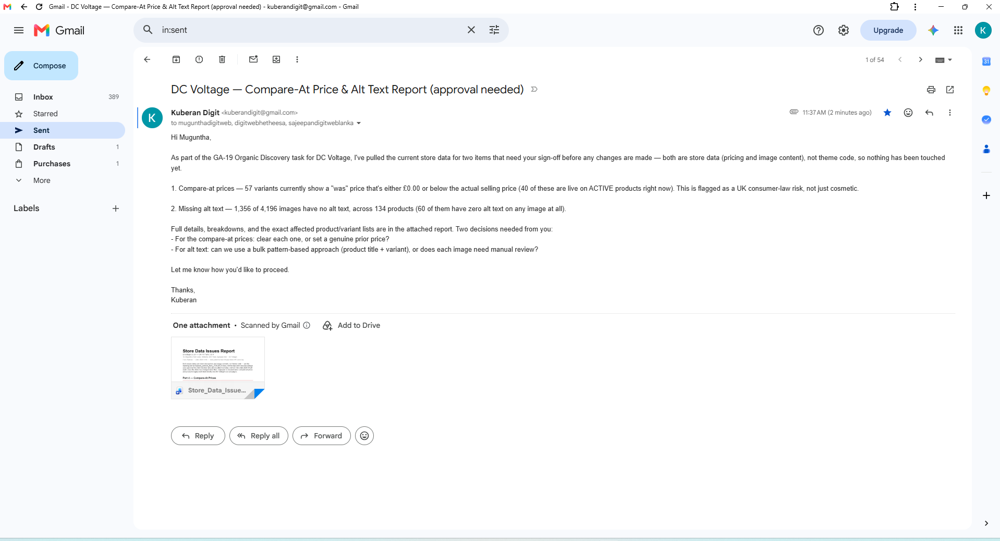 Gmail - DC Voltage — Compare-At Price & Alt Text Report (approval needed) - kuberandigit@gmail.com - Gmail
Gmail
in:sent
Upgrade
K
Compose
1 of 54
31
DC Voltage — Compare-At Price & Alt Text Report (approval needed)
Inbox 389
Starred
Sent
Drafts 1
Purchases 1
More
Labels
K
Kuberan Digit <kuberandigit@gmail.com>
11:37 AM (2 minutes ago)
to mugunthadigitweb, digitwebhetheesa, sajeepandigitweblanka
Hi Muguntha,
As part of the GA-19 Organic Discovery task for DC Voltage, I've pulled the current store data for two items that need your sign-off before any changes are made — both are store data (pricing and image content), not theme code, so nothing has been touched
yet.
1. Compare-at prices — 57 variants currently show a "was" price that's either £0.00 or below the actual selling price (40 of these are live on ACTIVE products right now). This is flagged as a UK consumer-law risk, not just cosmetic.
2. Missing alt text — 1,356 of 4,196 images have no alt text, across 134 products (60 of them have zero alt text on any image at all).
Full details, breakdowns, and the exact affected product/variant lists are in the attached report. Two decisions needed from you:
- For the compare-at prices: clear each one, or set a genuine prior price?
- For alt text: can we use a bulk pattern-based approach (product title + variant), or does each image need manual review?
Let me know how you'd like to proceed.
Thanks,
Kuberan
One attachment • Scanned by Gmail
Add to Drive
Store Data Issues Report
Part 4 — Compare-At Prices
Store_Data_Issue...
Reply
Reply all
Forward